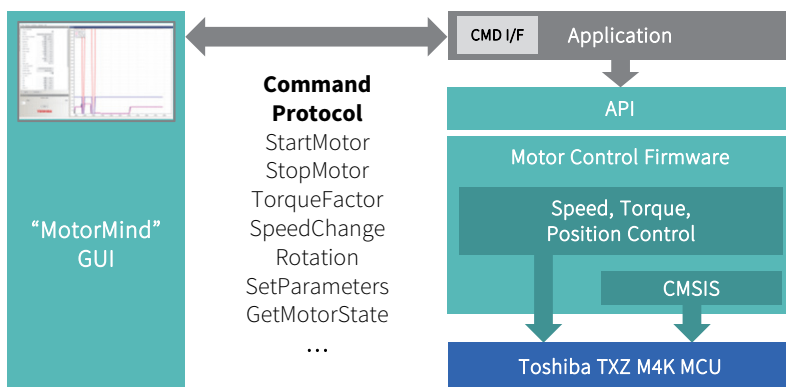 CMD I/F
Application
Command
Protocol
StartMotor
StopMotor
TorqueFactor
SpeedChange
Rotation
SetParameters
GetMotorState
...
"MotorMind"
GUI
API
Motor Control Firmware
Speed, Torque,
Position Control
CMSIS
Toshiba TXZ M4K MCU